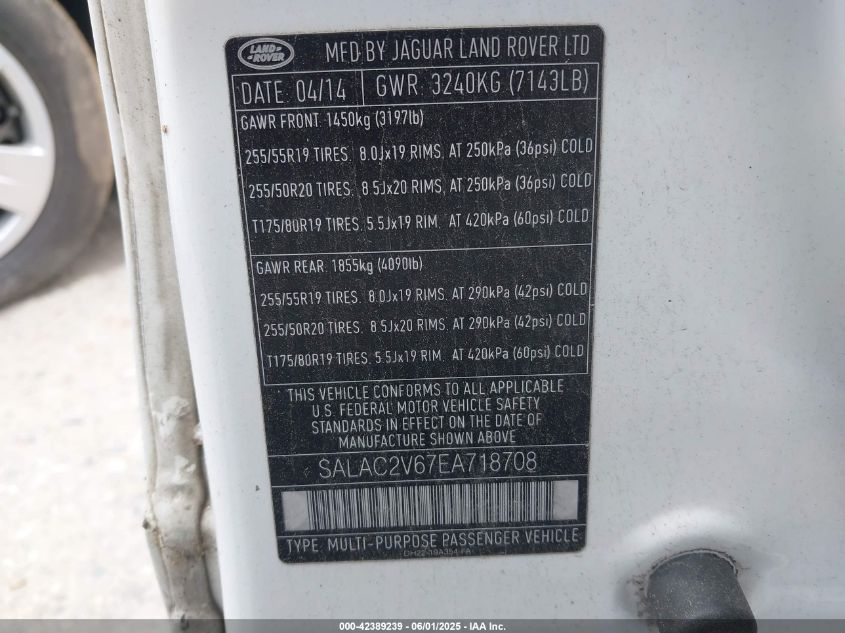 LAND ROVER MFD BY JAGUAR LAND ROVER LTD
DATE: 04/14 GWR: 3240KG (7143LB)
GAWR FRONT: 1450kg (3197lb)
255/55R19 TIRES. 8.0Jx19 RIMS, AT 250kPa (36psi) COLD
255/50R20 TIRES. 8.5Jx20 RIMS, AT 250kPa (36psi) COLD
T175/80R19 TIRES. 5.5Jx19 RIM, AT 420kPa (60psi) COLD
GAWR REAR: 1855kg (4090lb)
255/55R19 TIRES. 8.0Jx19 RIMS, AT 290kPa (42psi) COLD
255/50R20 TIRES. 8.5Jx20 RIMS, AT 290kPa (42psi) COLD
T175/80R19 TIRES. 5.5Jx19 RIM, AT 420kPa (60psi) COLD
THIS VEHICLE CONFORMS TO ALL APPLICABLE
U.S. FEDERAL MOTOR VEHICLE SAFETY
STANDARDS IN EFFECT ON THE DATE OF
MANUFACTURE SHOWN ABOVE
SALAC2V67EA718708
TYPE: MULTI-PURPOSE PASSENGER VEHICLE
DH22-19A354-FA
000-42389239 - 06/01/2025 - IAA Inc.